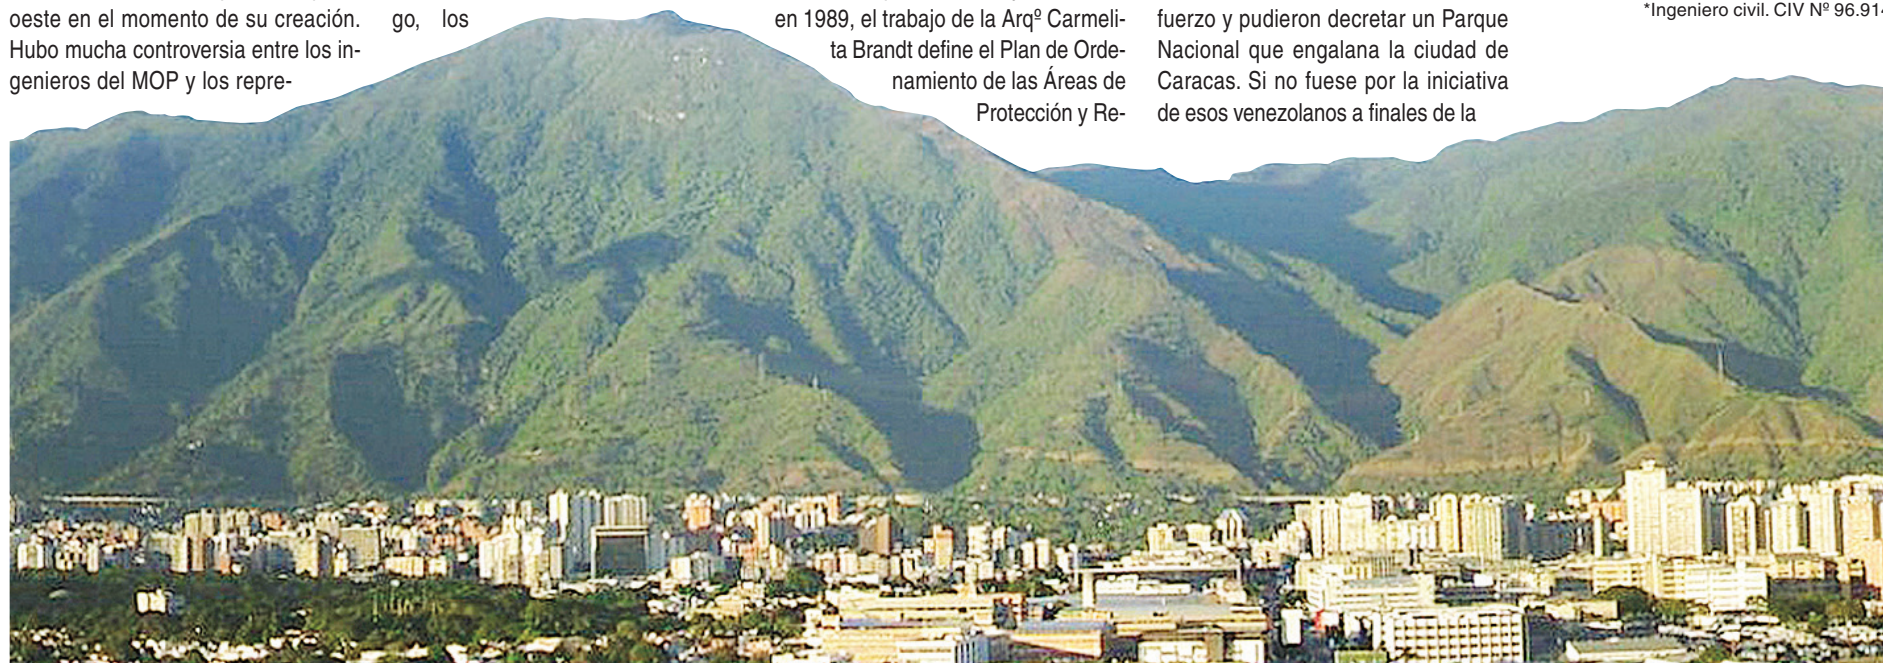 oeste en el momento de su creación.
Hubo mucha controversia entre los in-
genieros del MOP y los repre-
go, los
en 1989, el trabajo de la Arqº Carmeli-
ta Brandt define el Plan de Orde-
namiento de las Áreas de
Protección y Re-
fuerzo y pudieron decretar un Parque
Nacional que engalana la ciudad de
Caracas. Si no fuese por la iniciativa
de esos venezolanos a finales de la
*Ingeniero civil. CIV Nº 96.914